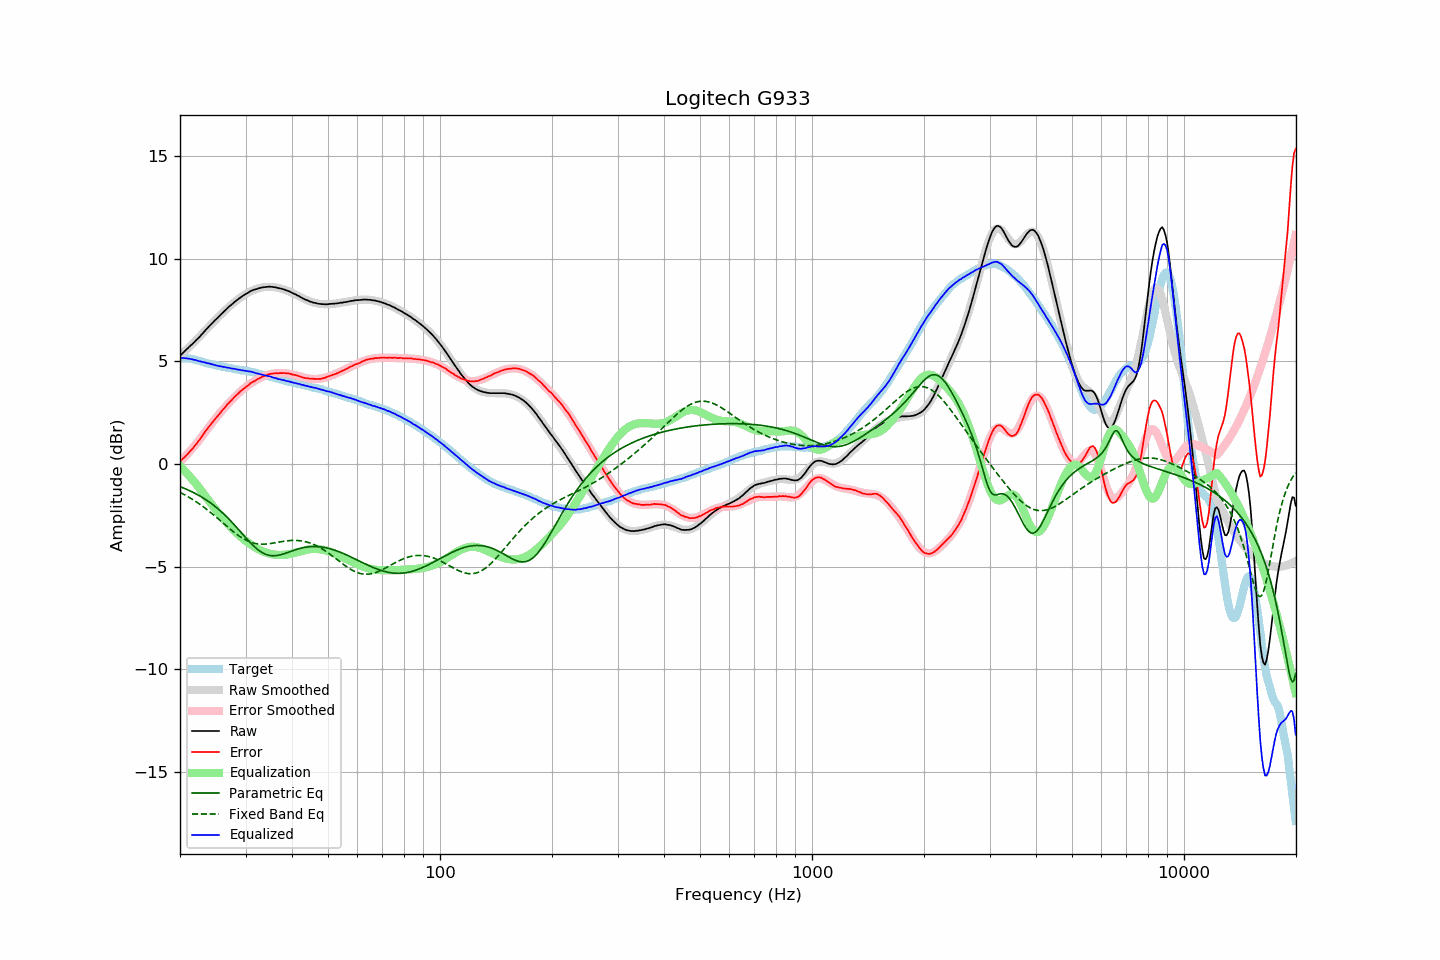 Logitech G933
15
10
5
0
−5
−10
−15
Amplitude (dBr)
Target
Raw Smoothed
Error Smoothed
Raw
Error
Equalization
Parametric Eq
Fixed Band Eq
Equalized
100
1000
10000
Frequency (Hz)